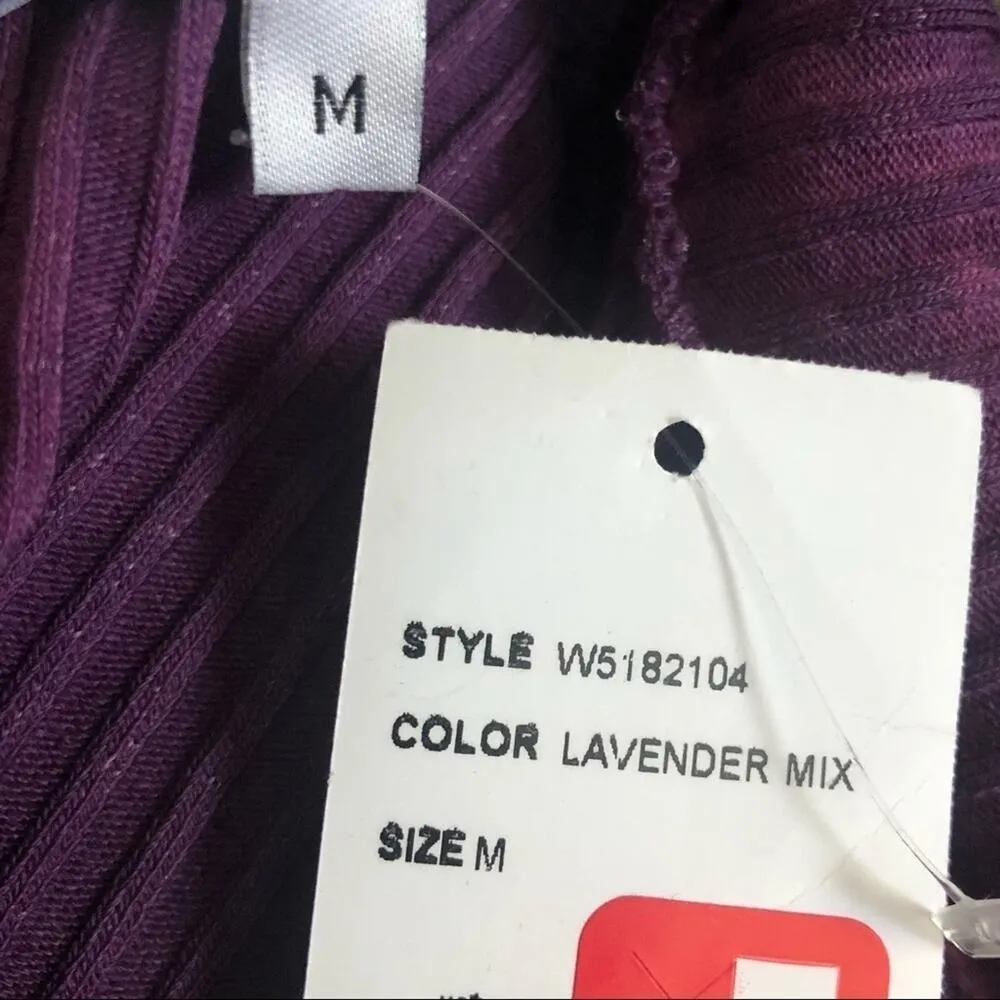 M
STYLE W5182104
COLOR LAVENDER MIX
SIZE M